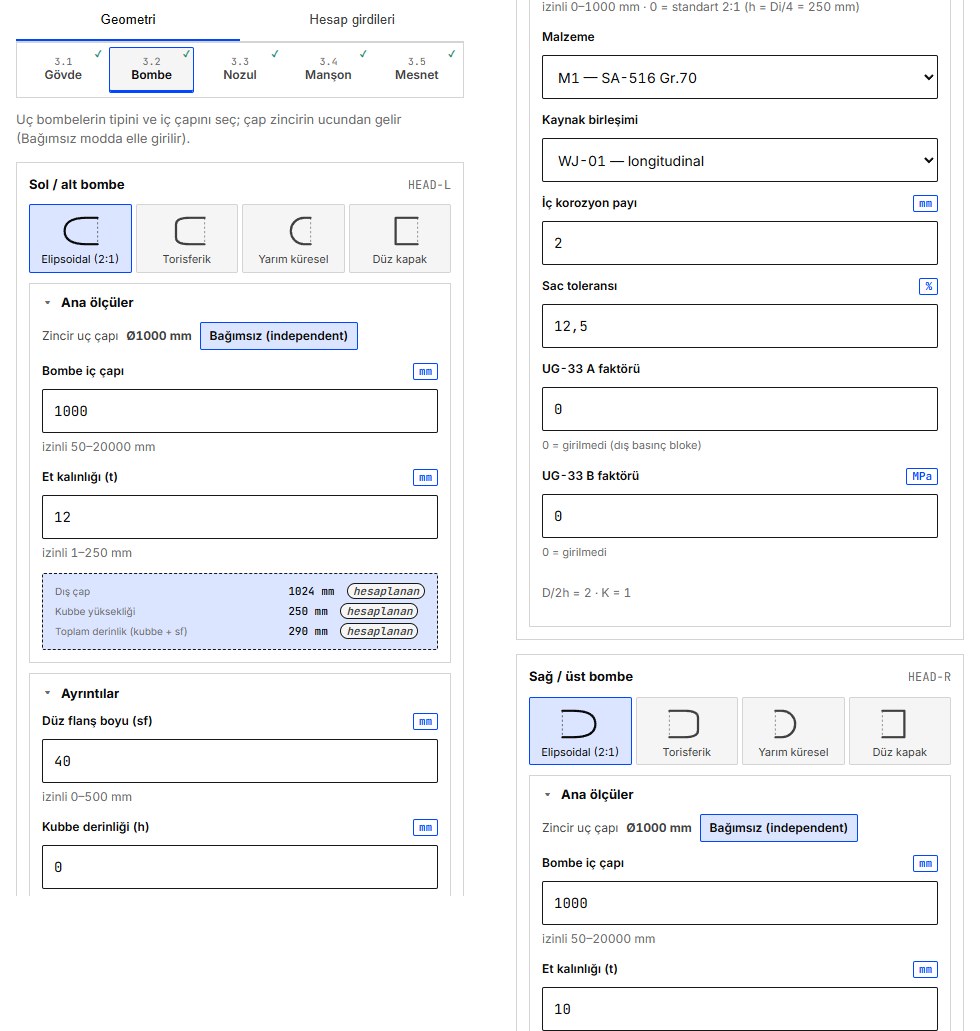 Geometri
Hesap girdileri
3.1 ✓
Gövde
3.2 ✓
Bombe
3.3 ✓
Nozul
3.4 ✓
Manşon
3.5 ✓
Mesnet
Uç bombelerin tipini ve iç çapını seç; çap zincirin ucundan gelir
(Bağımsız modda elle girilir).
Sol / alt bombe HEAD-L
Elipsoidal (2:1)
Torisferik
Yarım küresel
Düz kapak
Ana ölçüler
Zincir uç çapı Ø1000 mm Bağımsız (independent)
Bombe iç çapı mm
1000
izinli 50–20000 mm
Et kalınlığı (t) mm
12
izinli 1–250 mm
Dış çap 1024 mm hesaplanan
Kubbe yüksekliği 250 mm hesaplanan
Toplam derinlik (kubbe + sf) 290 mm hesaplanan
Ayrıntılar
Düz flanş boyu (sf) mm
40
izinli 0–500 mm
Kubbe derinliği (h) mm
0
izinli 0–1000 mm · 0 = standart 2:1 (h = Di/4 = 250 mm)
Malzeme
M1 — SA-516 Gr.70
Kaynak birleşimi
WJ-01 — longitudinal
İç korozyon payı mm
2
Sac toleransı %
12,5
UG-33 A faktörü
0
0 = girilmedi (dış basınç bloke)
UG-33 B faktörü MPa
0
0 = girilmedi
D/2h = 2 · K = 1
Sağ / üst bombe HEAD-R
Elipsoidal (2:1)
Torisferik
Yarım küresel
Düz kapak
Ana ölçüler
Zincir uç çapı Ø1000 mm Bağımsız (independent)
Bombe iç çapı mm
1000
izinli 50–20000 mm
Et kalınlığı (t) mm
10